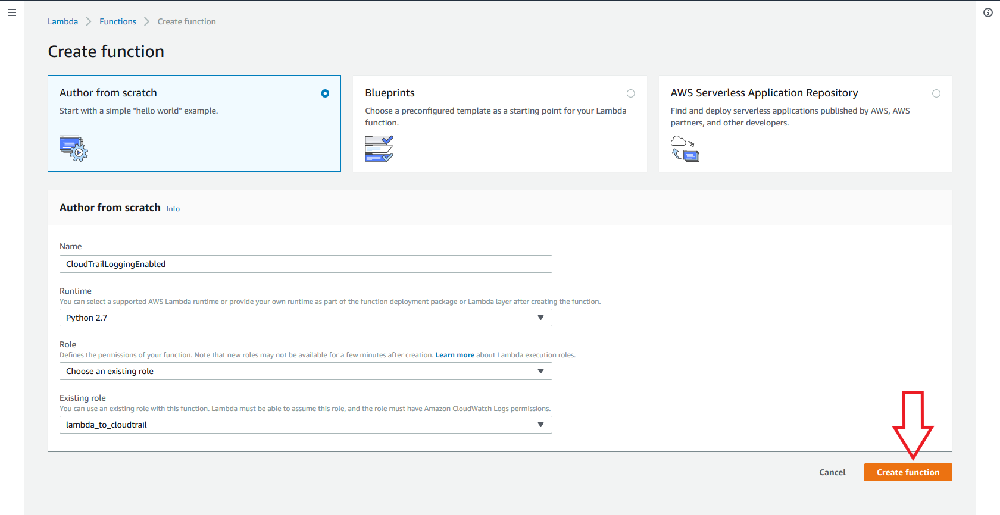 Lambda > Functions > Create function
Create function
Author from scratch
Start with a simple "hello world" example.
Blueprints
Choose a preconfigured template as a starting point for your Lambda
function.
AWS Serverless Application Repository
Find and deploy serverless applications published by AWS, AWS
partners, and other developers.
Author from scratch Info
Name
CloudTrailLoggingEnabled
Runtime
You can select a supported AWS Lambda runtime or provide your own runtime as part of the function deployment package or Lambda layer after creating the function.
Python 2.7
Role
Defines the permissions of your function. Note that new roles may not be available for a few minutes after creation. Learn more about Lambda execution roles.
Choose an existing role
Existing role
You can use an existing role with this function. Lambda must be able to assume this role, and the role must have Amazon CloudWatch Logs permissions.
lambda_to_cloudtrail
Cancel Create function